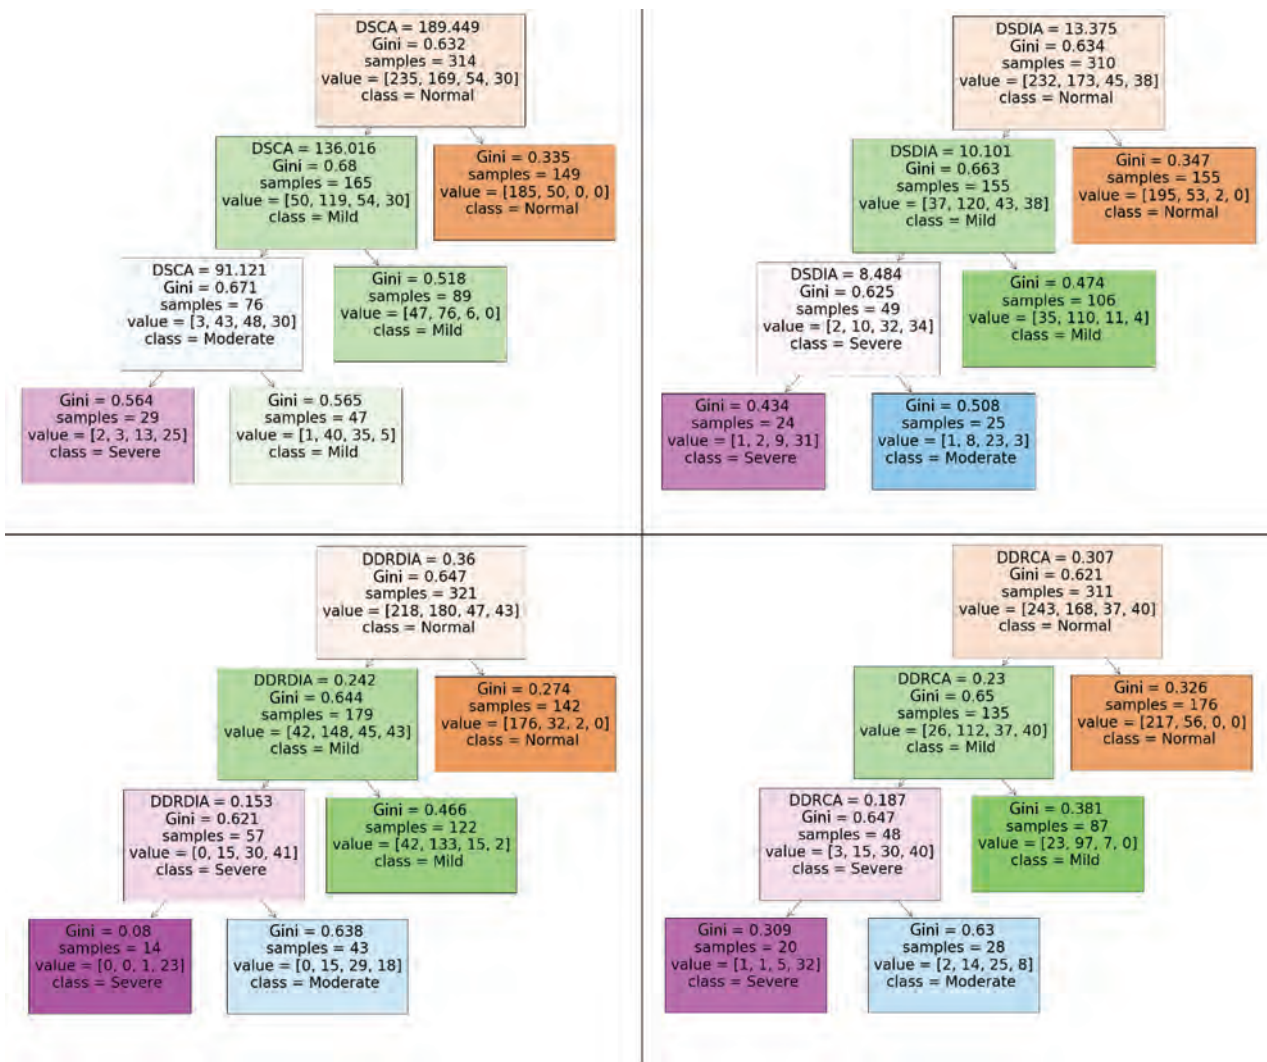 DSCA = 189.449
Gini = 0.632
samples = 314
value = [235, 169, 54, 30]
class = Normal
DSCA = 136.016
Gini = 0.68
samples = 165
value = [50, 119, 54, 30]
class = Mild
Gini = 0.335
samples = 149
value = [185, 50, 0, 0]
class = Normal
DSCA = 91.121
Gini = 0.671
samples = 76
value = [3, 43, 48, 30]
class = Moderate
Gini = 0.518
samples = 89
value = [47, 76, 6, 0]
class = Mild
Gini = 0.564
samples = 29
value = [2, 3, 13, 25]
class = Severe
Gini = 0.565
samples = 47
value = [1, 40, 35, 5]
class = Mild
DSDIA = 13.375
Gini = 0.634
samples = 310
value = [232, 173, 45, 38]
class = Normal
DSDIA = 10.101
Gini = 0.663
samples = 155
value = [37, 120, 43, 38]
class = Mild
Gini = 0.347
samples = 155
value = [195, 53, 2, 0]
class = Normal
DSDIA = 8.484
Gini = 0.625
samples = 49
value = [2, 10, 32, 34]
class = Severe
Gini = 0.474
samples = 106
value = [35, 110, 11, 4]
class = Mild
Gini = 0.434
samples = 24
value = [1, 2, 9, 31]
class = Severe
Gini = 0.508
samples = 25
value = [1, 8, 23, 3]
class = Moderate
DDRDIA = 0.36
Gini = 0.647
samples = 321
value = [218, 180, 47, 43]
class = Normal
DDRDIA = 0.242
Gini = 0.644
samples = 179
value = [42, 148, 45, 43]
class = Mild
Gini = 0.274
samples = 142
value = [176, 32, 2, 0]
class = Normal
DDRDIA = 0.153
Gini = 0.621
samples = 57
value = [0, 15, 30, 41]
class = Severe
Gini = 0.466
samples = 122
value = [42, 133, 15, 2]
class = Mild
Gini = 0.08
samples = 14
value = [0, 0, 1, 23]
class = Severe
Gini = 0.638
samples = 43
value = [0, 15, 29, 18]
class = Moderate
DDRCA = 0.307
Gini = 0.621
samples = 311
value = [243, 168, 37, 40]
class = Normal
DDRCA = 0.23
Gini = 0.65
samples = 135
value = [26, 112, 37, 40]
class = Mild
Gini = 0.326
samples = 176
value = [217, 56, 0, 0]
class = Normal
DDRCA = 0.187
Gini = 0.647
samples = 48
value = [3, 15, 30, 40]
class = Severe
Gini = 0.381
samples = 87
value = [23, 97, 7, 0]
class = Mild
Gini = 0.309
samples = 20
value = [1, 1, 5, 32]
class = Severe
Gini = 0.63
samples = 28
value = [2, 14, 25, 8]
class = Moderate